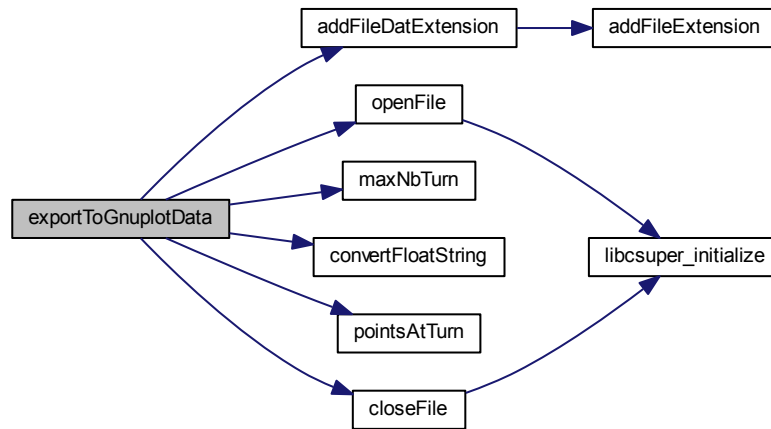 addFileDatExtension
addFileExtension
openFile
maxNbTurn
exportToGnuplotData
convertFloatString
libcsuper_initialize
pointsAtTurn
closeFile